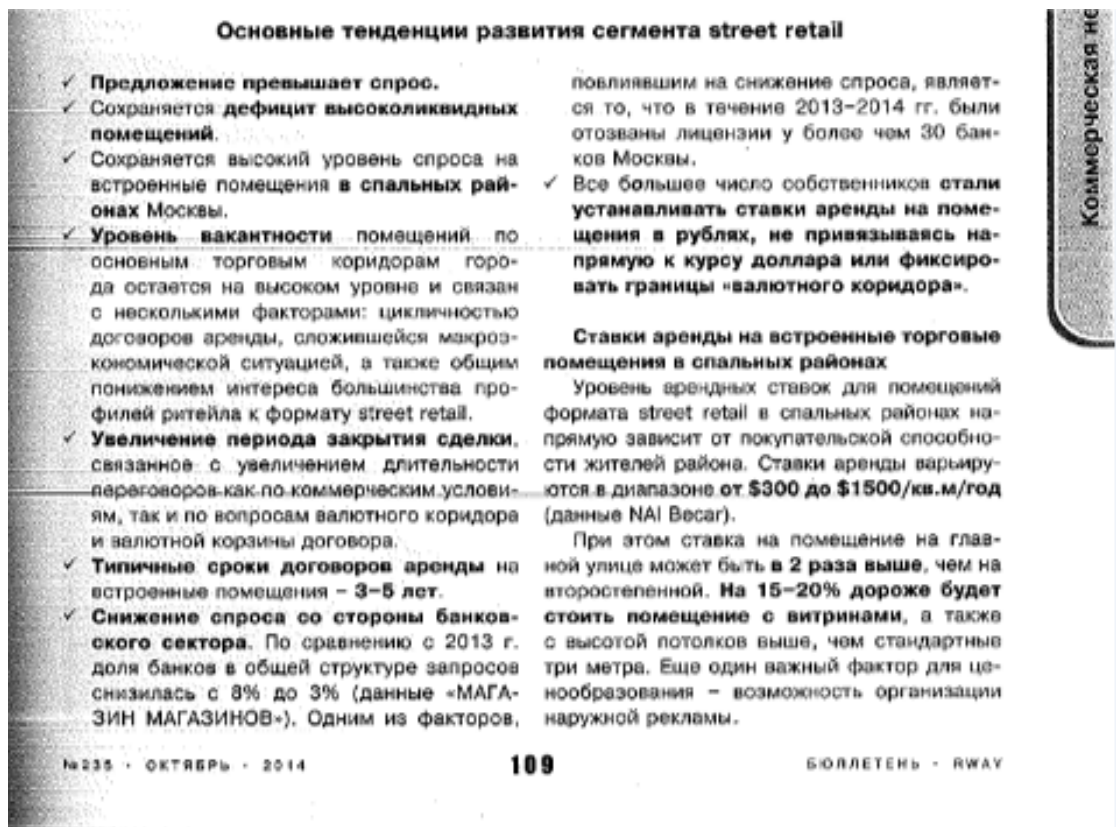 Основные тенденции развития сегмента street retail
✓ Предложение превышает спрос.
✓ Сохраняется дефицит высоколиквидных
помещений.
✓ Сохраняется высокий уровень спроса на
встроенные помещения в спальных рай-
онах Москвы.
✓ Уровень вакантности помещений по
основным торговым коридорам горо-
да остается на высоком уровне и связан
с несколькими факторами: цикличностью
договоров аренды, сложившейся макроэ-
кономической ситуацией, а также общим
понижением интереса большинства про-
филей ритейла к формату street retail.
✓ Увеличение периода закрытия сделки,
связанное с увеличением длительности
переговоров как по коммерческим услови-
ям, так и по вопросам валютного коридора
и валютной корзины договора.
✓ Типичные сроки договоров аренды на
встроенные помещения – 3–5 лет.
✓ Снижение спроса со стороны банков-
ского сектора. По сравнению с 2013 г.
доля банков в общей структуре запросов
снизилась с 8% до 3% (данные «МАГА-
ЗИН МАГАЗИНОВ»). Одним из факторов,
повлиявшим на снижение спроса, являет-
ся то, что в течение 2013–2014 гг. были
отозваны лицензии у более чем 30 бан-
ков Москвы.
✓ Все большее число собственников стали
устанавливать ставки аренды на поме-
щения в рублях, не привязываясь на-
прямую к курсу доллара или фиксиро-
вать границы «валютного коридора».
Ставки аренды на встроенные торговые
помещения в спальных районах
Уровень арендных ставок для помещений
формата street retail в спальных районах на-
прямую зависит от покупательской способно-
сти жителей района. Ставки аренды варьиру-
ются в диапазоне от $300 до $1500/кв.м/год
(данные NAI Becar).
При этом ставка на помещение на глав-
ной улице может быть в 2 раза выше, чем на
второстепенной. На 15–20% дороже будет
стоить помещение с витринами, а также
с высотой потолков выше, чем стандартные
три метра. Еще один важный фактор для це-
нообразования – возможность организации
наружной рекламы.
№235 · ОКТЯБРЬ · 2014
109
БЮЛЛЕТЕНЬ · RWAY
Коммерческая не